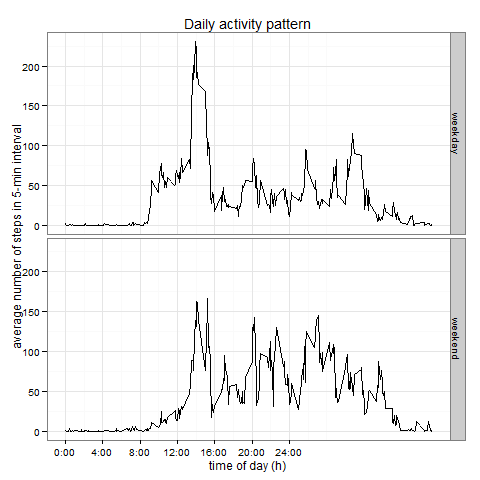 Daily activity pattern
average number of steps in 5-min interval
200
150
100
50
0
weekday
200
150
100
50
0
weekend
0:00 4:00 8:00 12:00 16:00 20:00 24:00
time of day (h)